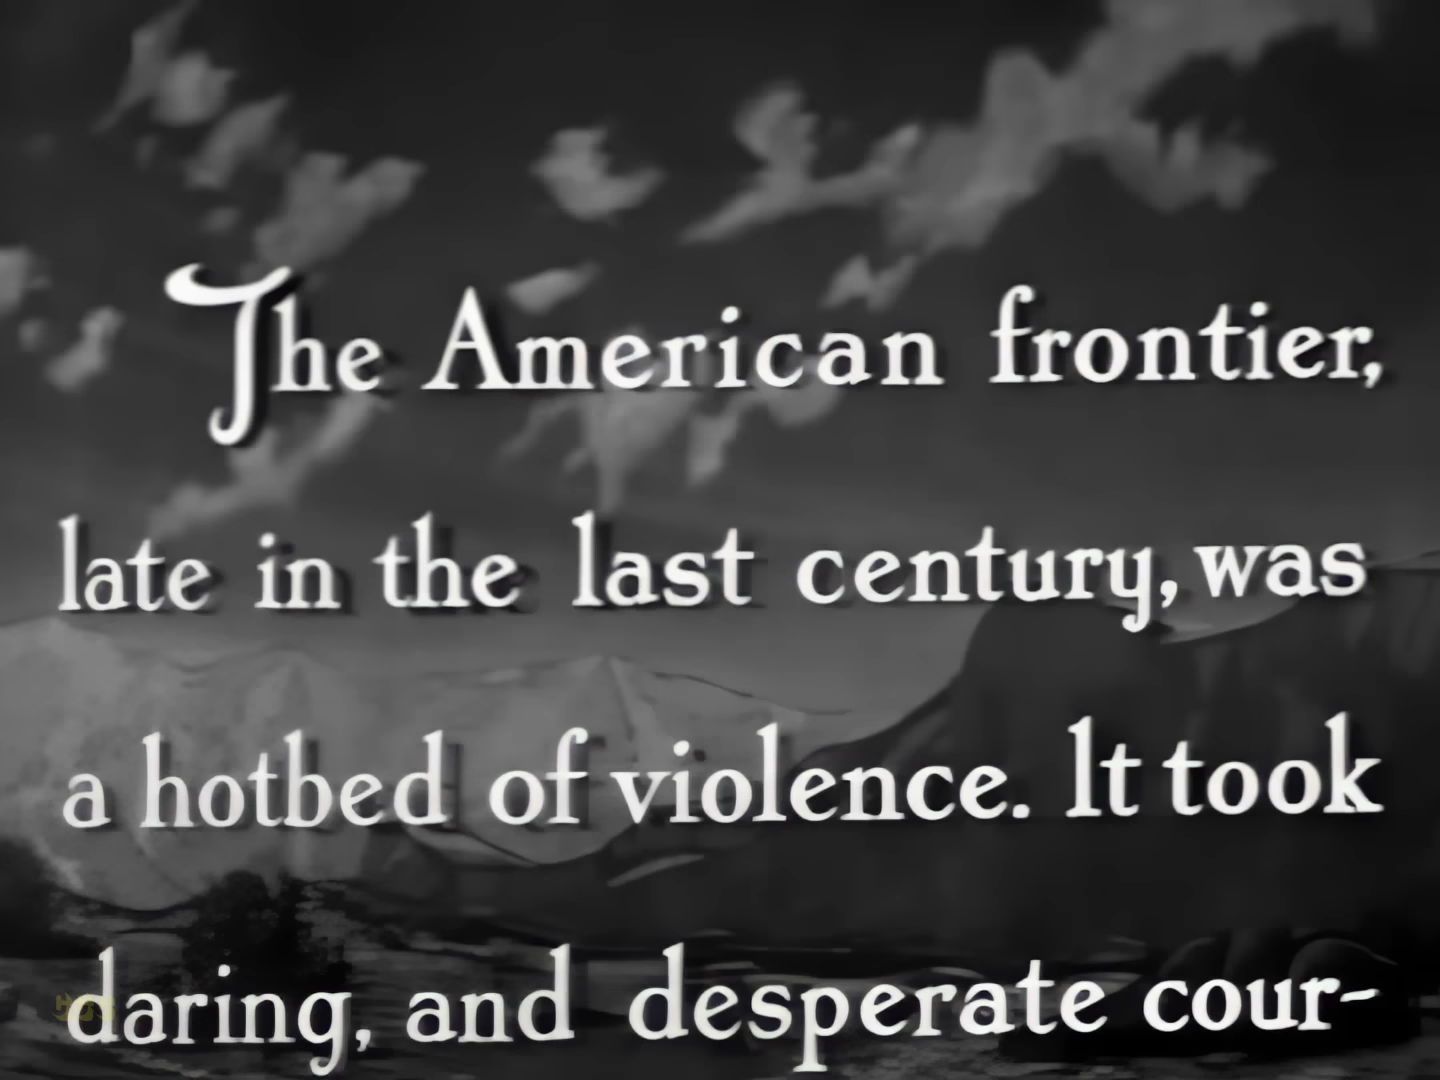 The American frontier,
late in the last century, was
a hotbed of violence. It took
daring, and desperate cour-